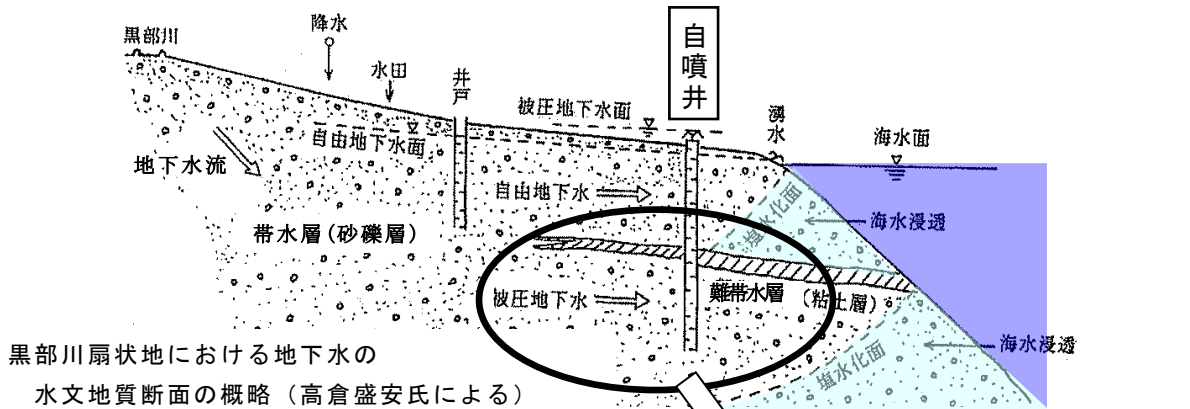 黒部川
降水
水田
井戸
被圧地下水面
自噴井
湧水
海水面
自由地下水面
地下水流
自由地下水
塩水化面
海水浸透
帯水層(砂礫層)
被圧地下水
難帯水層
(粘土層)
海水浸透
塩水化面
黒部川扇状地における地下水の
水文地質断面の概略（高倉盛安氏による）